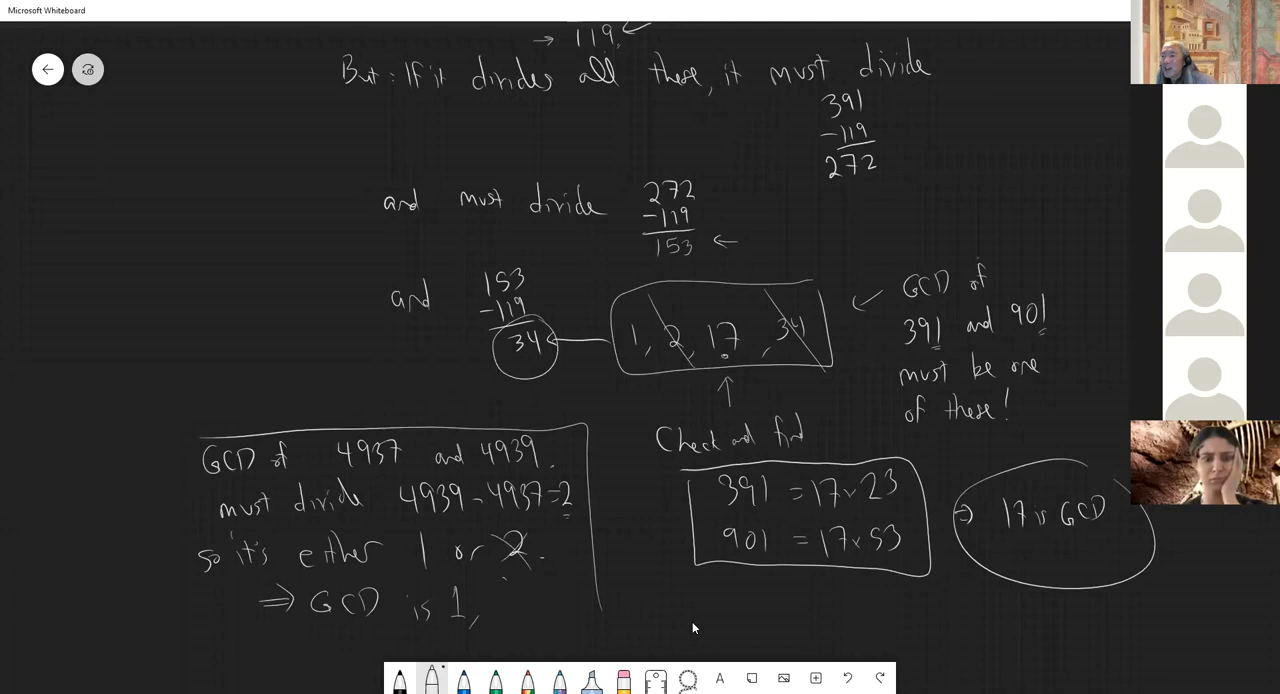 Microsoft Whiteboard
→ 119. ←
But: If it divides all these, it must divide
391
-119
272
and must divide
272
-119
153 ←
and
153
-119
34
1, 2, 17, 34
← GCD of
391 and 901
must be one
of these!
GCD of 4937 and 4939.
must divide 4939-4937=2
so it's either 1 or 2.
⇒ GCD is 1,
Check and find
391 = 17×23
901 = 17×53
⇒ 17 is GCD
A